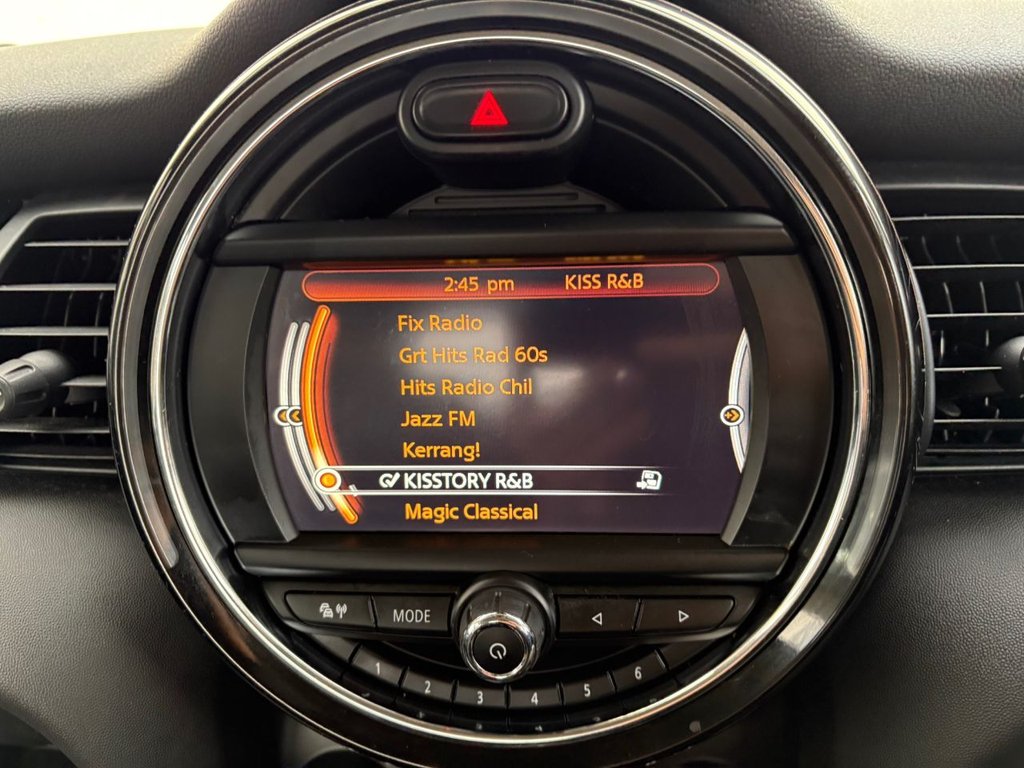 2:45 pm KISS R&B
Fix Radio
Grt Hits Rad 60s
Hits Radio Chil
Jazz FM
Kerrang!
KISSTORY R&B
Magic Classical
MODE
1 2 3 4 5 6